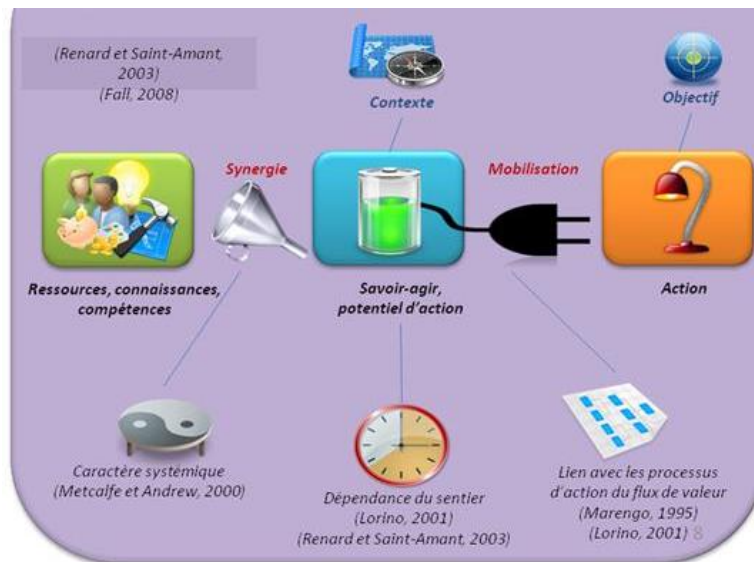 (Renard et Saint-Amant,
2003)
(Fall, 2008)
Contexte
Objectif
Synergie
Mobilisation
Ressources, connaissances,
compétences
Savoir-agir,
potentiel d'action
Action
Caractère systémique
(Metcalfe et Andrew, 2000)
Dépendance du sentier
(Lorino, 2001)
(Renard et Saint-Amant, 2003)
Lien avec les processus
d'action du flux de valeur
(Marengo, 1995)
(Lorino, 2001) 8